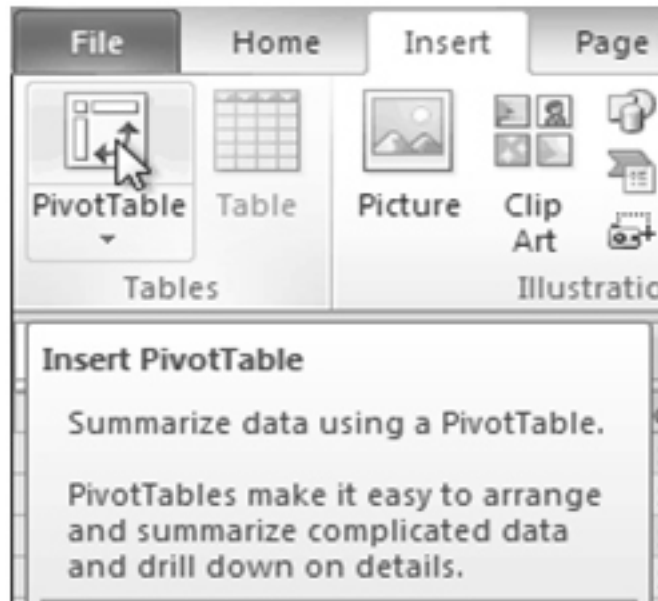 File Home Insert Page
PivotTable Table Picture Clip
Art
Tables
Insert PivotTable
Summarize data using a PivotTable.
PivotTables make it easy to arrange
and summarize complicated data
and drill down on details.